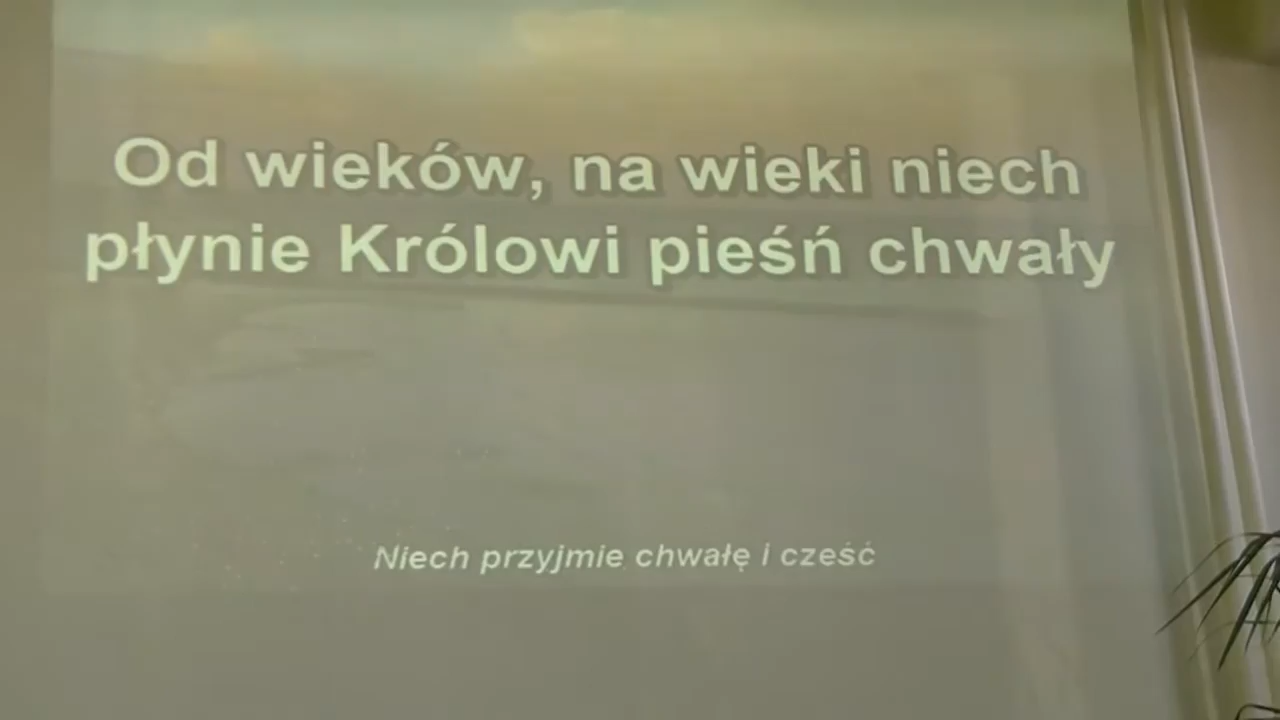 Od wieków, na wieki niech
płynie Królowi pieśń chwały
Niech przyjmie chwałę i cześć